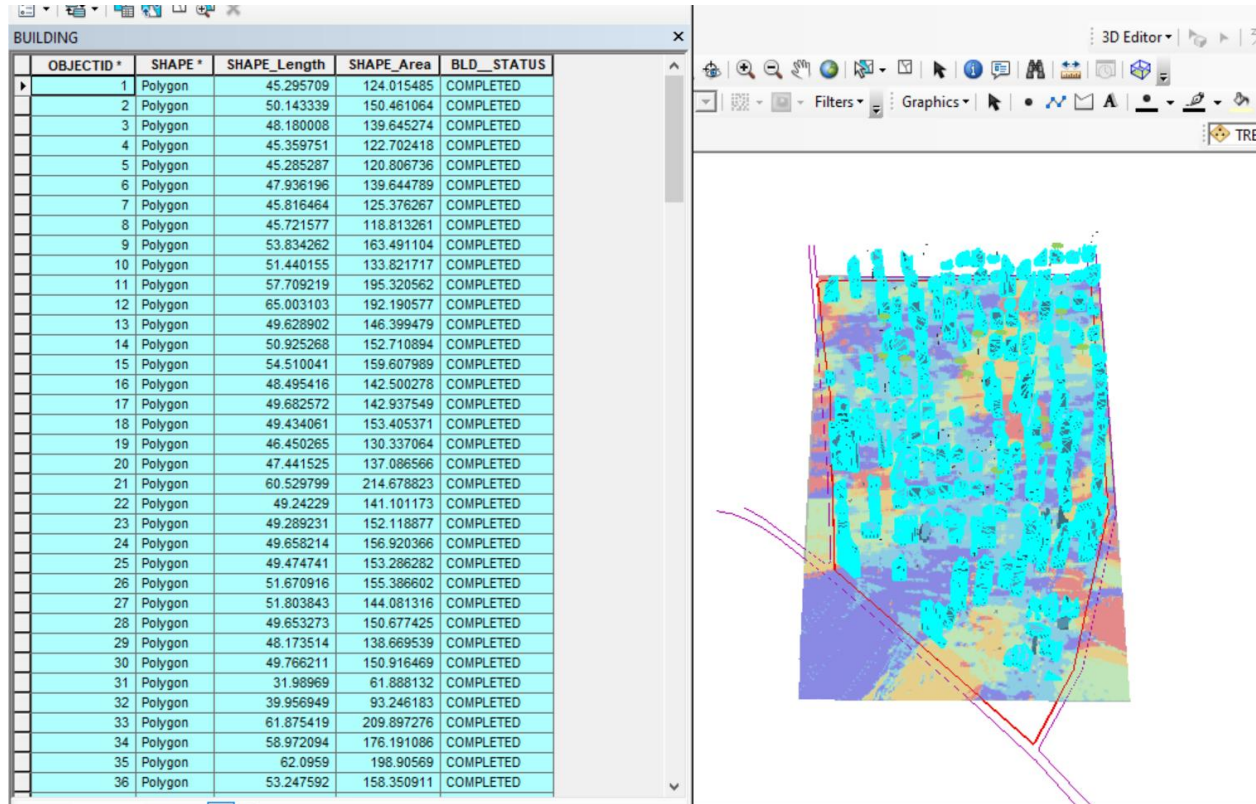 BUILDING
OBJECTID * SHAPE * SHAPE_Length SHAPE_Area BLD__STATUS
1 Polygon 45.295709 124.015485 COMPLETED
2 Polygon 50.143339 150.461064 COMPLETED
3 Polygon 48.180008 139.645274 COMPLETED
4 Polygon 45.359751 122.702418 COMPLETED
5 Polygon 45.285287 120.806736 COMPLETED
6 Polygon 47.936196 139.644789 COMPLETED
7 Polygon 45.816464 125.376267 COMPLETED
8 Polygon 45.721577 118.813261 COMPLETED
9 Polygon 53.834262 163.491104 COMPLETED
10 Polygon 51.440155 133.821717 COMPLETED
11 Polygon 57.709219 195.320562 COMPLETED
12 Polygon 65.003103 192.190577 COMPLETED
13 Polygon 49.628902 146.399479 COMPLETED
14 Polygon 50.925268 152.710894 COMPLETED
15 Polygon 54.510041 159.607989 COMPLETED
16 Polygon 48.495416 142.500278 COMPLETED
17 Polygon 49.682572 142.937549 COMPLETED
18 Polygon 49.434061 153.405371 COMPLETED
19 Polygon 46.450265 130.337064 COMPLETED
20 Polygon 47.441525 137.086566 COMPLETED
21 Polygon 60.529799 214.678823 COMPLETED
22 Polygon 49.24229 141.101173 COMPLETED
23 Polygon 49.289231 152.118877 COMPLETED
24 Polygon 49.658214 156.920366 COMPLETED
25 Polygon 49.474741 153.286282 COMPLETED
26 Polygon 51.670916 155.386602 COMPLETED
27 Polygon 51.803843 144.081316 COMPLETED
28 Polygon 49.653273 150.677425 COMPLETED
29 Polygon 48.173514 138.669539 COMPLETED
30 Polygon 49.766211 150.916469 COMPLETED
31 Polygon 31.98969 61.888132 COMPLETED
32 Polygon 39.956949 93.246183 COMPLETED
33 Polygon 61.875419 209.897276 COMPLETED
34 Polygon 58.972094 176.191086 COMPLETED
35 Polygon 62.0959 198.90569 COMPLETED
36 Polygon 53.247592 158.350911 COMPLETED
3D Editor
Filters Graphics A
TRE